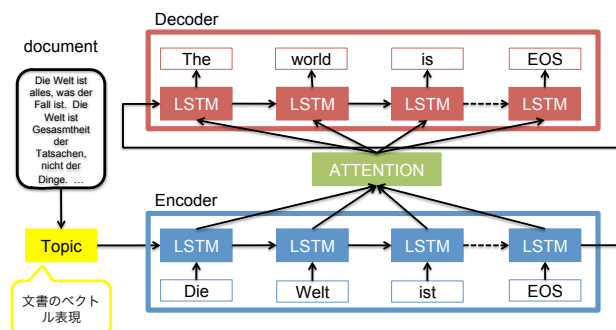 Decoder
document
The world is EOS
Die Welt ist
alles, was der
Fall ist. Die
Welt ist
Gesasmtheit
der
Tatsachen,
nicht der
Dinge. …
LSTM LSTM LSTM LSTM
ATTENTION
Encoder
Topic
LSTM LSTM LSTM LSTM
Die Welt ist EOS
文書のベクト
ル表現